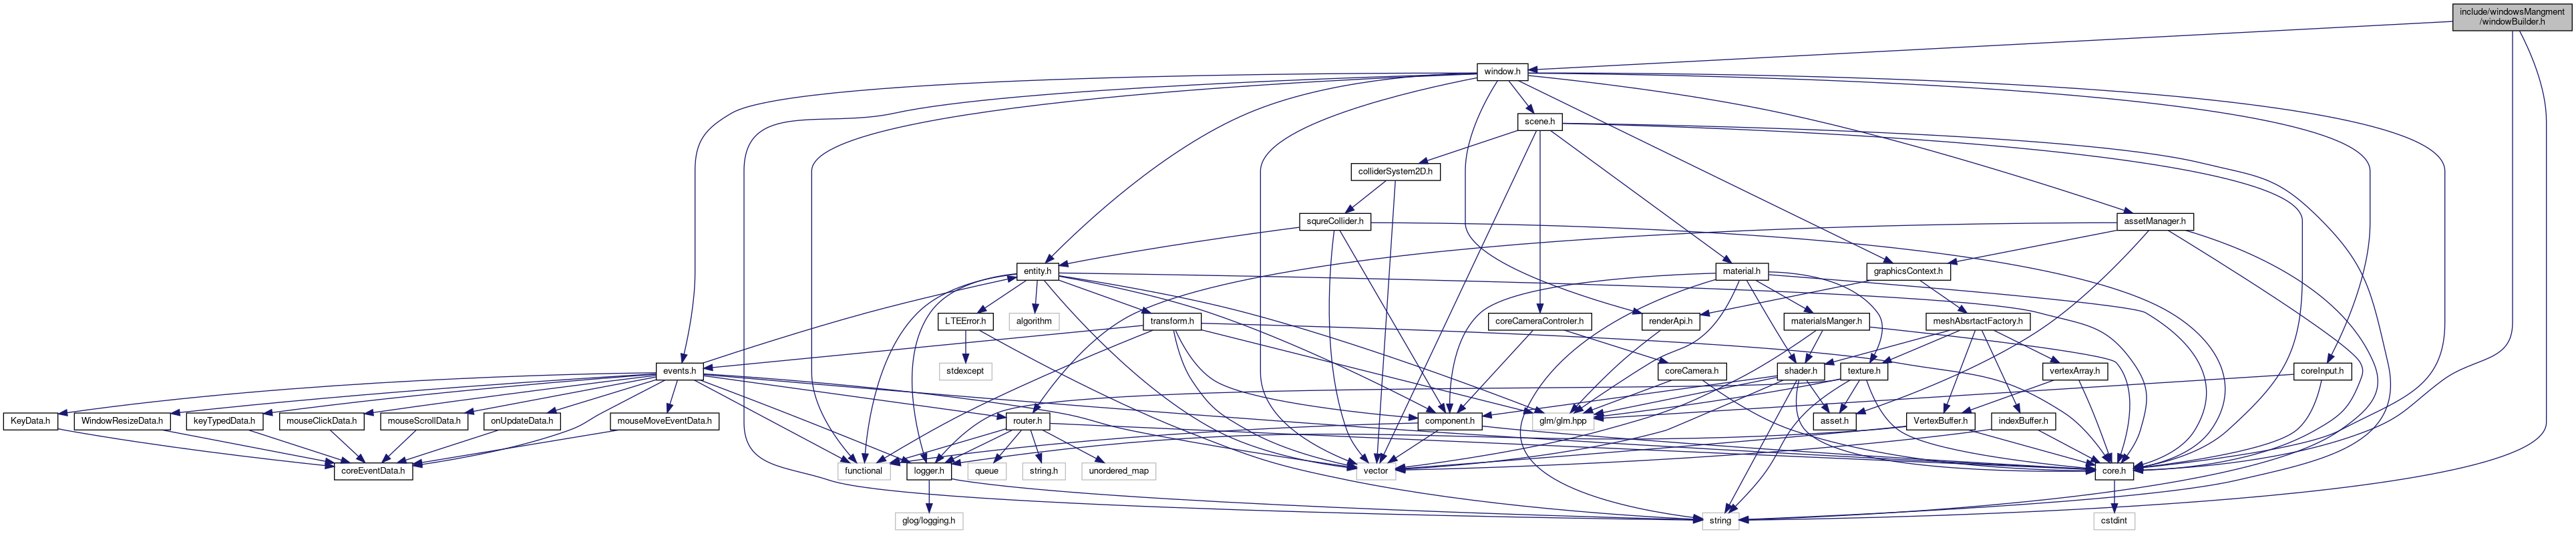 include/windowsMangment
/windowBuilder.h
window.h
scene.h
colliderSystem2D.h
squreCollider.h
assetManager.h
entity.h
material.h
graphicsContext.h
LTEError.h
algorithm
transform.h
coreCameraControler.h
renderApi.h
materialsManger.h
meshAbsrtactFactory.h
stdexcept
events.h
coreCamera.h
shader.h
texture.h
vertexArray.h
coreInput.h
KeyData.h
WindowResizeData.h
keyTypedData.h
mouseClickData.h
mouseScrollData.h
onUpdateData.h
mouseMoveEventData.h
router.h
component.h
glm/glm.hpp
asset.h
VertexBuffer.h
indexBuffer.h
coreEventData.h
functional
logger.h
queue
string.h
unordered_map
vector
core.h
glog/logging.h
string
cstdint